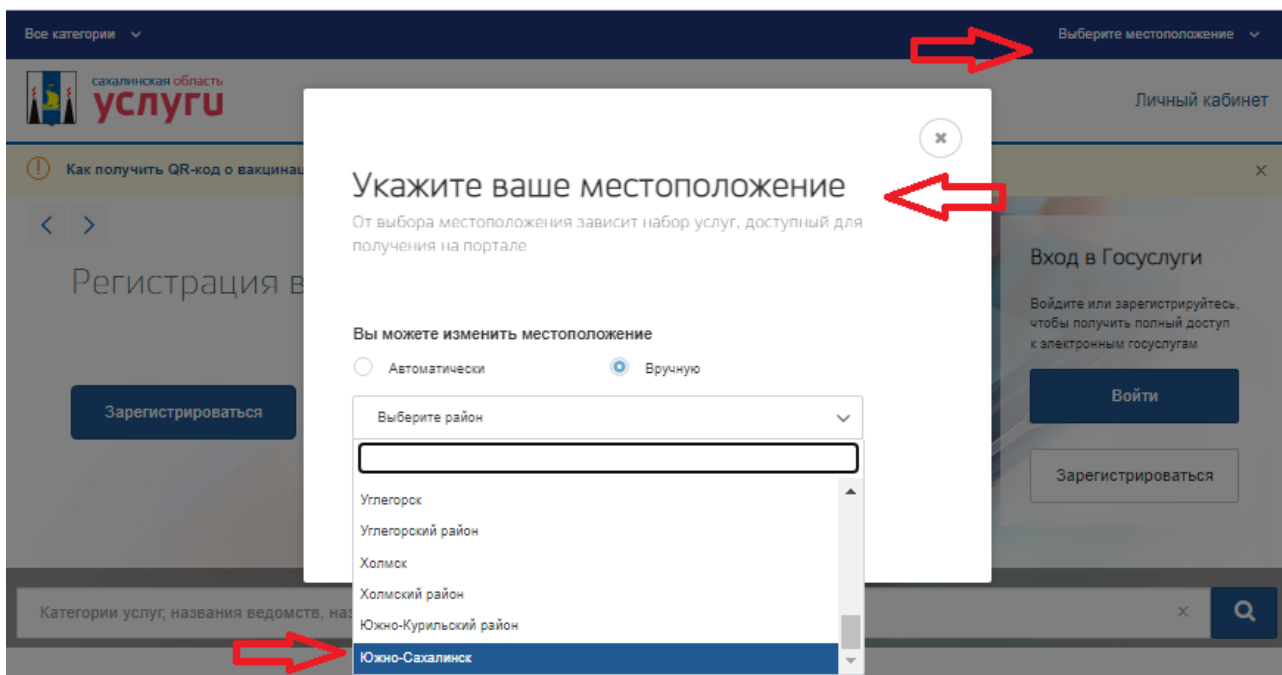 Все категории
Выберите местоположение
сахалинская область
услуги
Личный кабинет
Как получить QR-код о вакцинац
Укажите ваше местоположение
От выбора местоположения зависит набор услуг, доступный для
получения на портале
Регистрация в
Зарегистрироваться
Вы можете изменить местоположение
Автоматически
Вручную
Выберите район
Углегорск
Углегорский район
Холмск
Холмский район
Южно-Курильский район
Южно-Сахалинск
Вход в Госуслуги
Войдите или зарегистрируйтесь,
чтобы получить полный доступ
к электронным госуслугам
Войти
Зарегистрироваться
Категории услуг, названия ведомств, наз